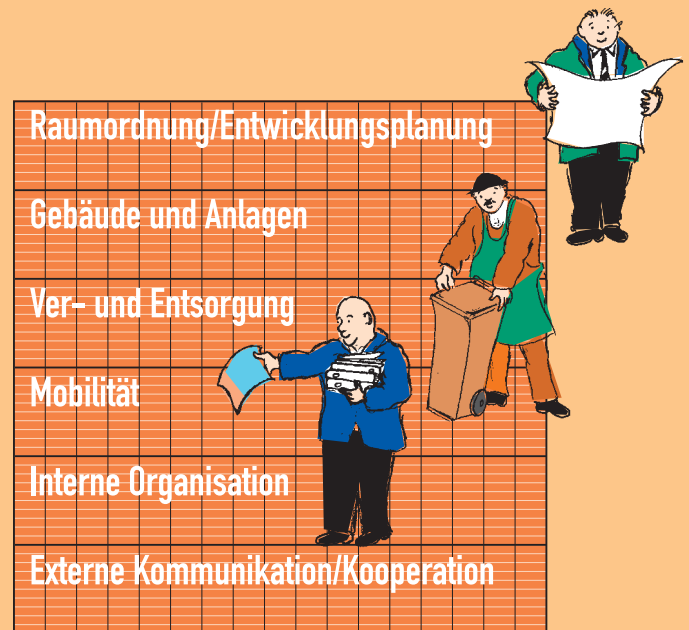 Raumordnung/Entwicklungsplanung
Gebäude und Anlagen
Ver- und Entsorgung
Mobilität
Interne Organisation
Externe Kommunikation/Kooperation